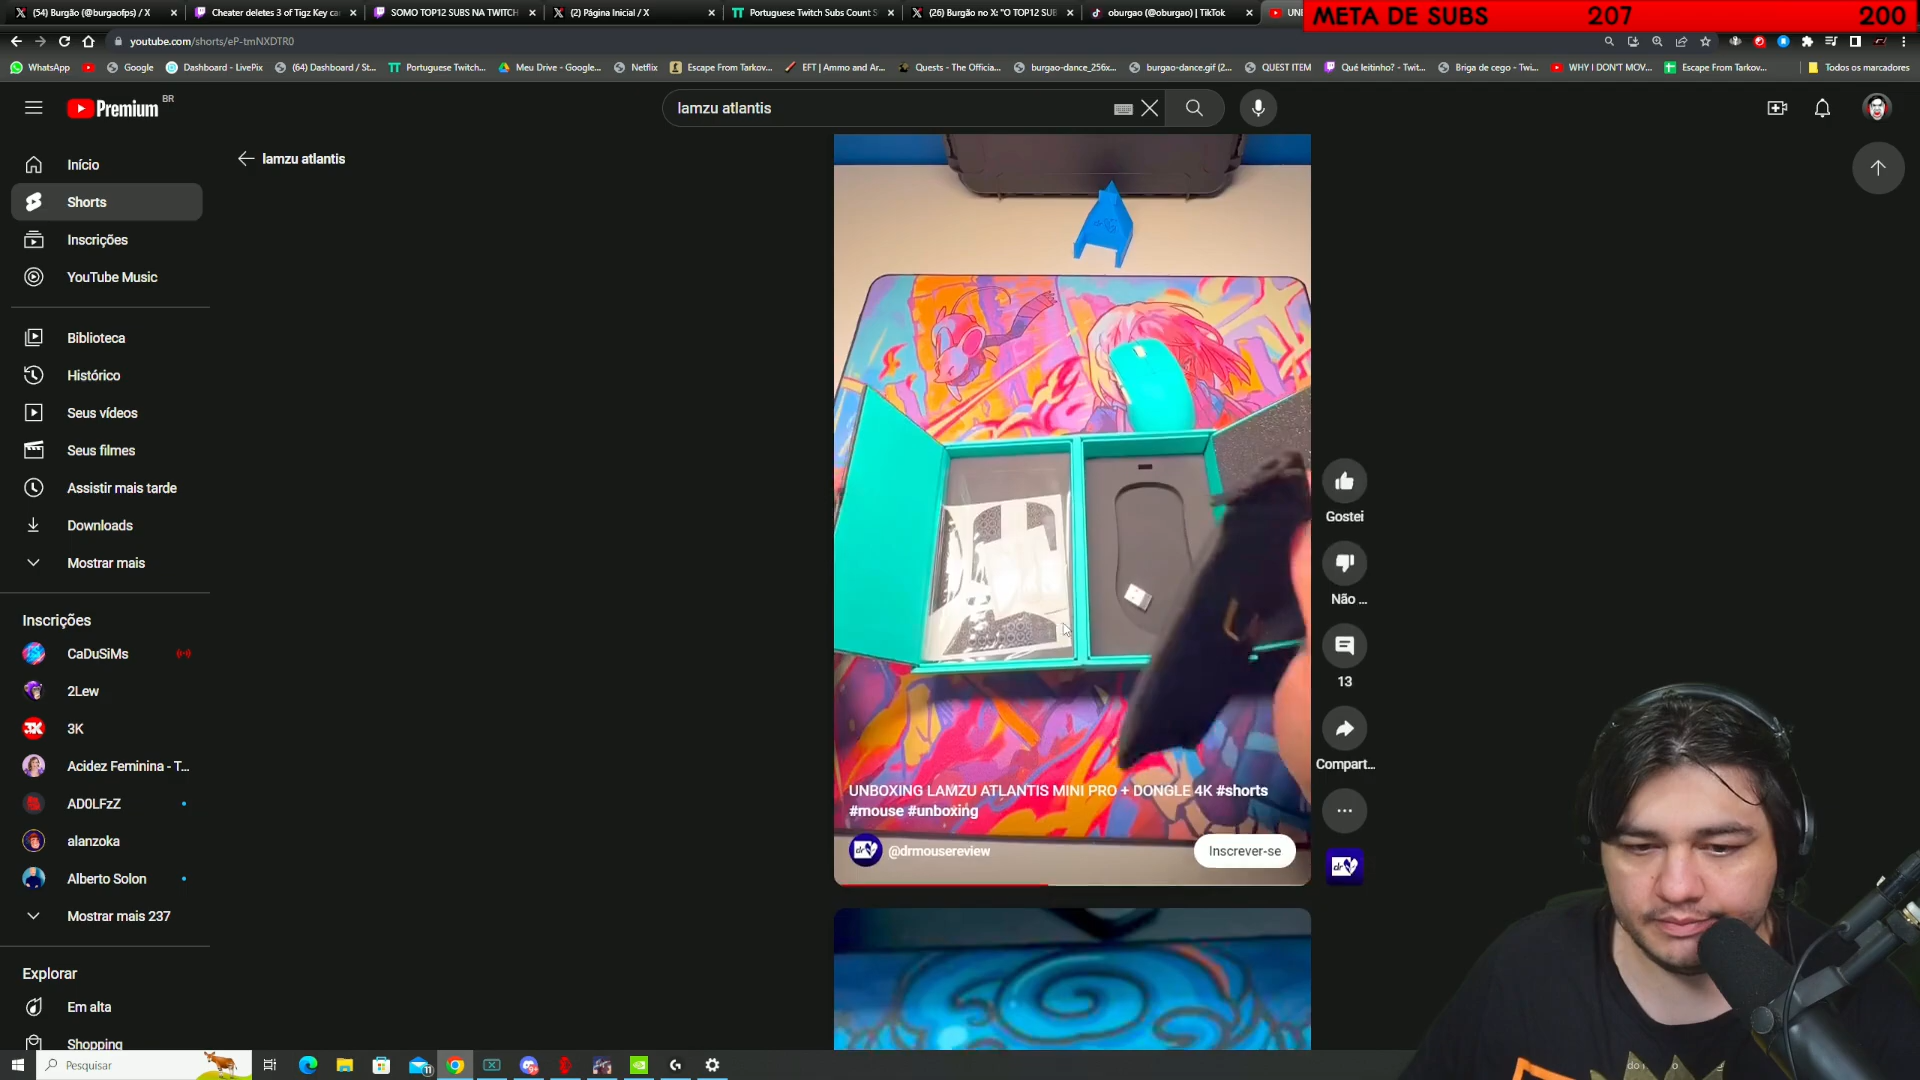 (54) Burgão (@burgaofps) / X
Cheater deletes 3 of Tigz Key ca
SOMO TOP12 SUBS NA TWITCH
(2) Página Inicial / X
Portuguese Twitch Subs Count S
(26) Burgão no X: "O TOP12 SUB
oburgao (@oburgao) | TikTok
META DE SUBS 207 200
youtube.com/shorts/eP-tmNXDTR0
WhatsApp
Google
Dashboard - LivePix
(64) Dashboard / St...
Portuguese Twitch...
Meu Drive - Google...
Netflix
Escape From Tarkov...
EFT | Ammo and Ar...
Quests - The Officia...
burgao-dance_256x...
burgao-dance.gif (2...
QUEST ITEM
Qué leitinho? - Twit...
Briga de cego - Twi...
WHY I DON'T MOV...
Escape From Tarkov...
Todos os marcadores
Premium BR
lamzu atlantis
lamzu atlantis
Início
Shorts
Inscrições
YouTube Music
Biblioteca
Histórico
Seus vídeos
Seus filmes
Assistir mais tarde
Downloads
Mostrar mais
Inscrições
CaDuSiMs
2Lew
3K
Acidez Feminina - T...
AD0LFzZ
alanzoka
Alberto Solon
Mostrar mais 237
Explorar
Em alta
Shopping
Gostei
Não ...
13
Compart...
UNBOXING LAMZU ATLANTIS MINI PRO + DONGLE 4K #shorts
#mouse #unboxing
@drmousereview
Inscrever-se
Pesquisar
11